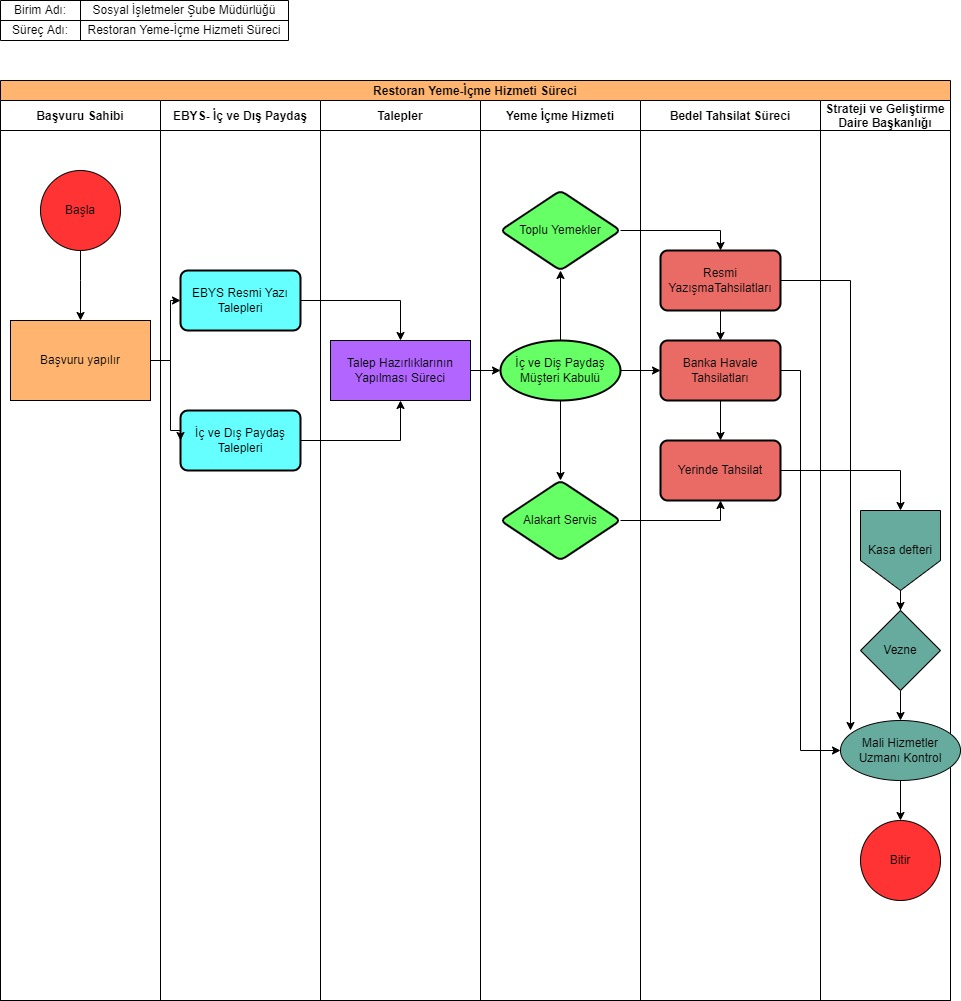 Birim Adı: Sosyal İşletmeler Şube Müdürlüğü
Süreç Adı: Restoran Yeme-İçme Hizmeti Süreci
Restoran Yeme-İçme Hizmeti Süreci
Başvuru Sahibi
EBYS- İç ve Dış Paydaş
Talepler
Yeme İçme Hizmeti
Bedel Tahsilat Süreci
Strateji ve Geliştirme
Daire Başkanlığı
Başla
Başvuru yapılır
EBYS Resmi Yazı
Talepleri
İç ve Dış Paydaş
Talepleri
Talep Hazırlıklarının
Yapılması Süreci
Toplu Yemekler
İç ve Diş Paydaş
Müşteri Kabulü
Alakart Servis
Resmi
YazışmaTahsilatları
Banka Havale
Tahsilatları
Yerinde Tahsilat
Kasa defteri
Vezne
Mali Hizmetler
Uzmanı Kontrol
Bitir